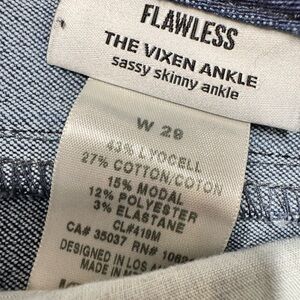 FLAWLESS
THE VIXEN ANKLE
sassy skinny ankle
W 29
43% LYOCELL
27% COTTON/COTON
15% MODAL
12% POLYESTER
3% ELASTANE
CL#419M
CA# 35037 RN#
DESIGNED IN LOS
MADE IN